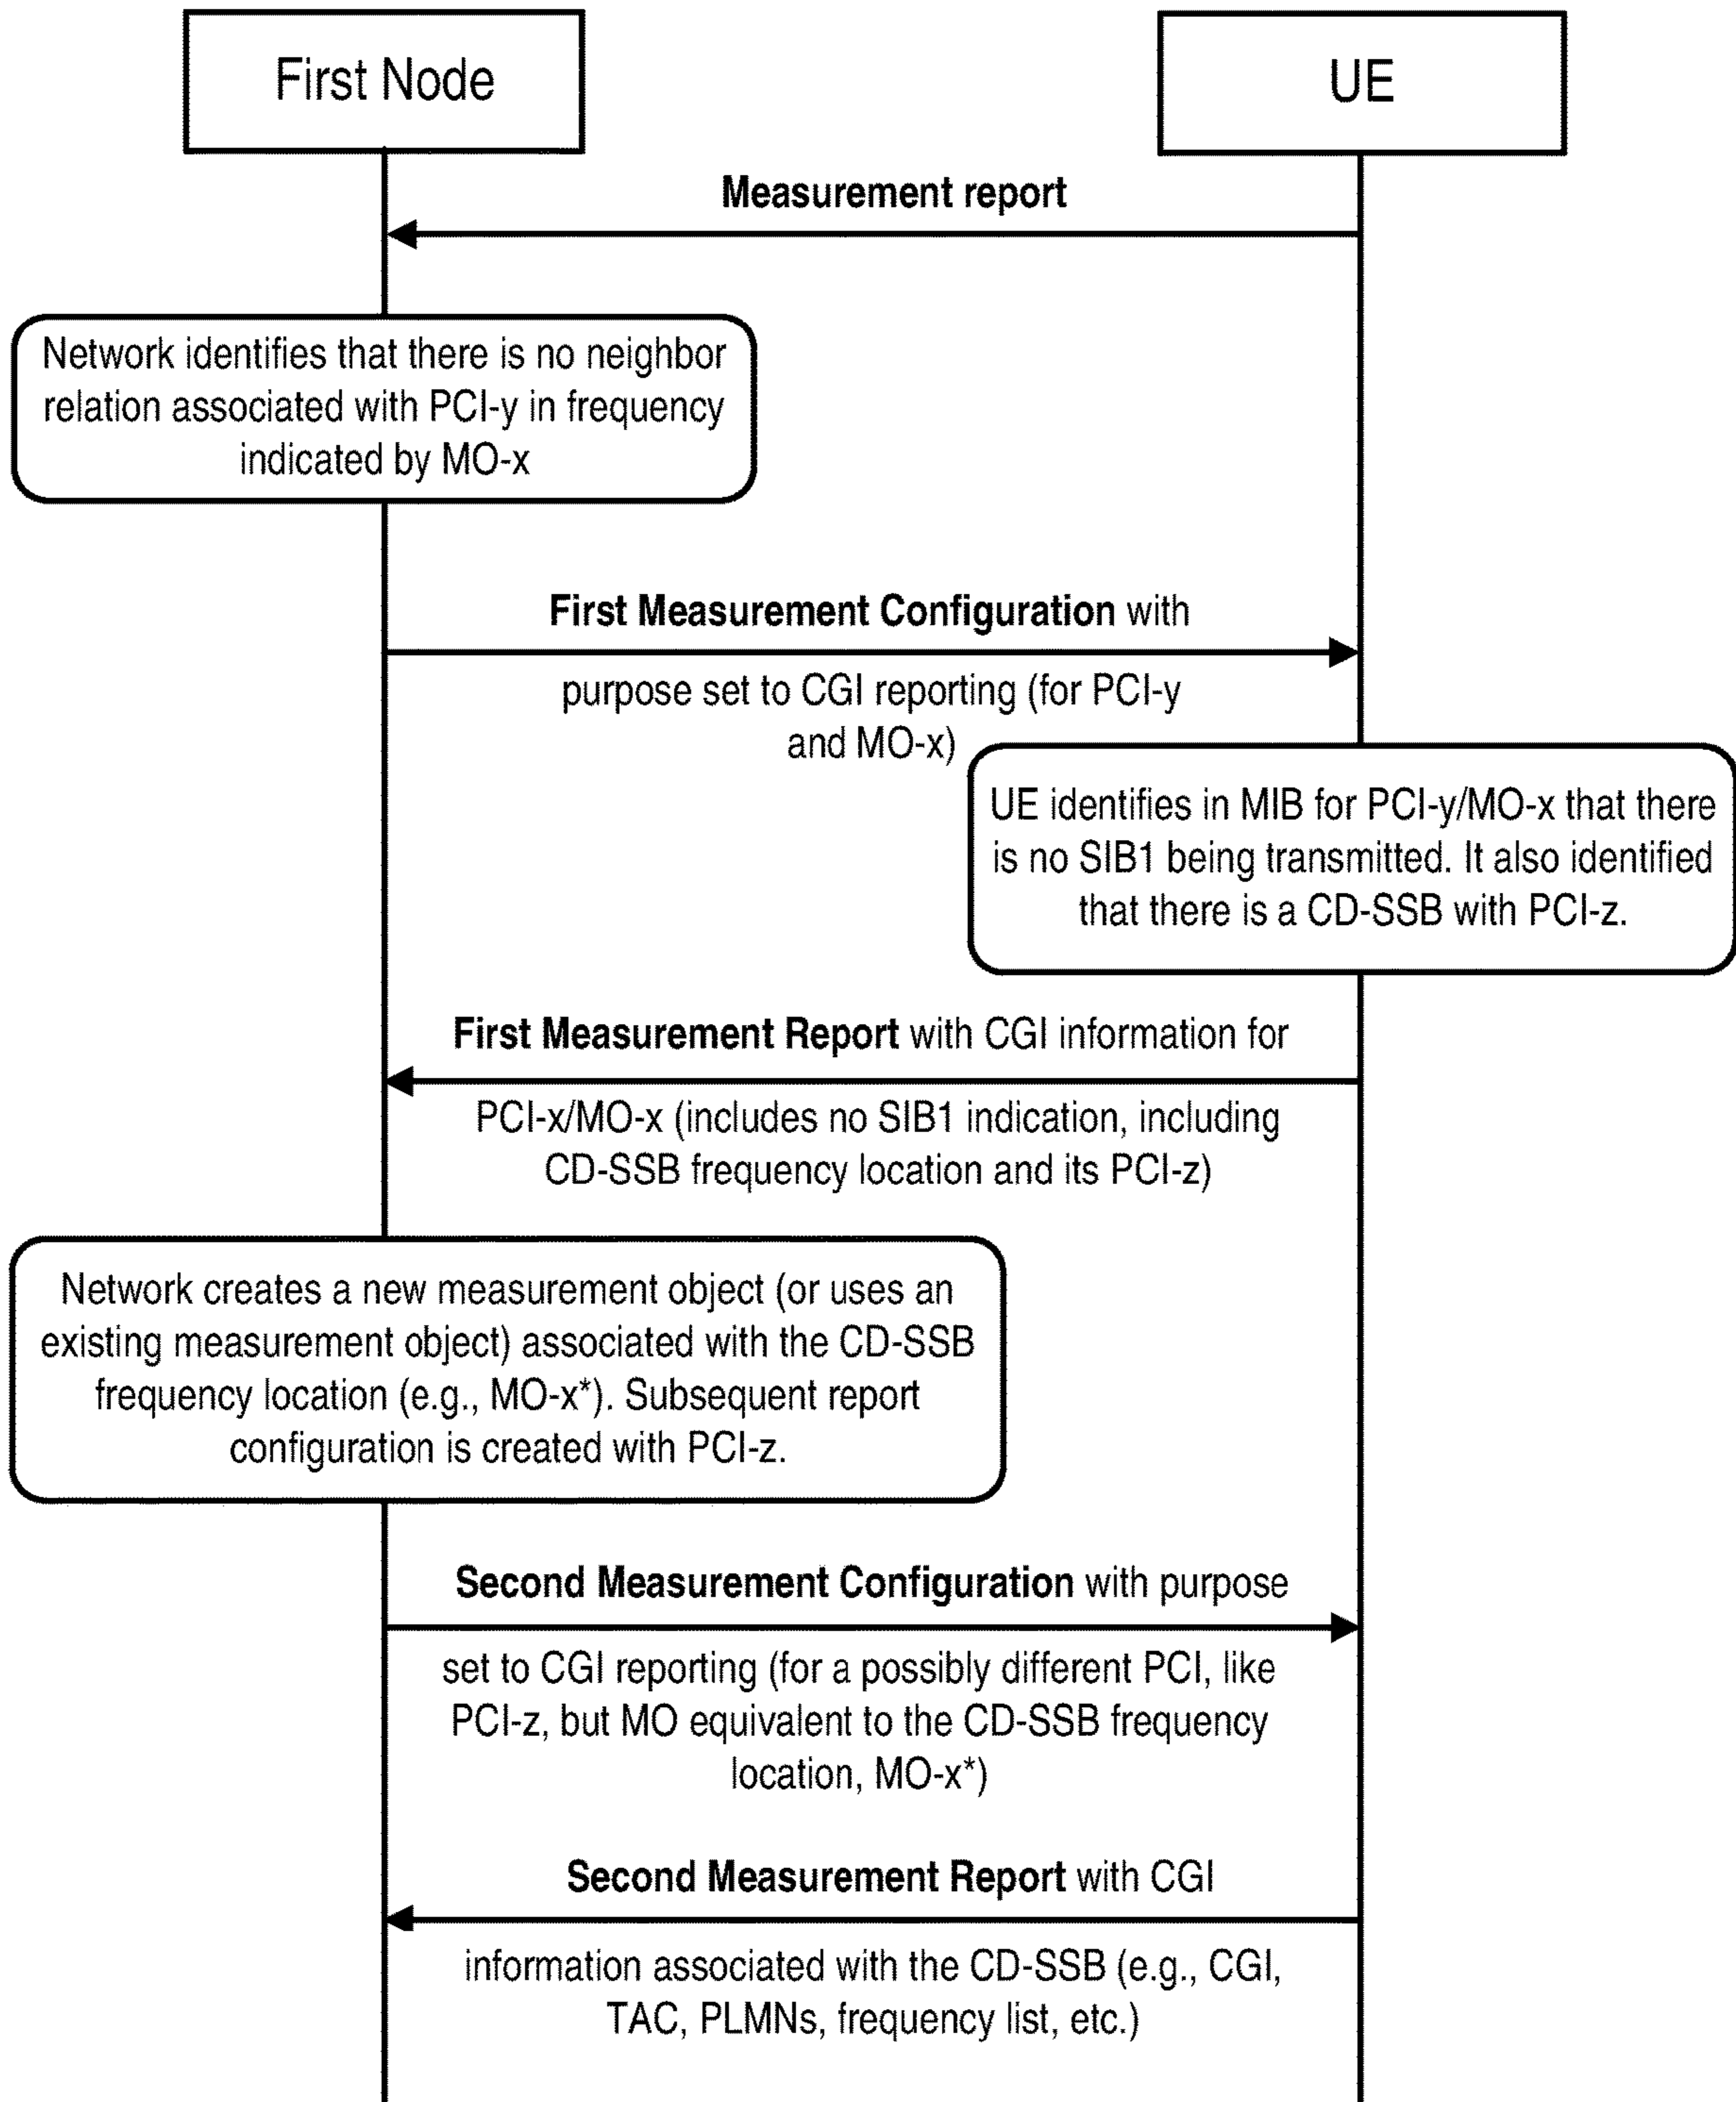 First Node
UE
Measurement report
Network identifies that there is no neighbor
relation associated with PCI-y in frequency
indicated by MO-x
First Measurement Configuration with
purpose set to CGI reporting (for PCI-y
and MO-x)
UE identifies in MIB for PCI-y/MO-x that there
is no SIB1 being transmitted. It also identified
that there is a CD-SSB with PCI-z.
First Measurement Report with CGI information for
PCI-x/MO-x (includes no SIB1 indication, including
CD-SSB frequency location and its PCI-z)
Network creates a new measurement object (or uses an
existing measurement object) associated with the CD-SSB
frequency location (e.g., MO-x*). Subsequent report
configuration is created with PCI-z.
Second Measurement Configuration with purpose
set to CGI reporting (for a possibly different PCI, like
PCI-z, but MO equivalent to the CD-SSB frequency
location, MO-x*)
Second Measurement Report with CGI
information associated with the CD-SSB (e.g., CGI,
TAC, PLMNs, frequency list, etc.)